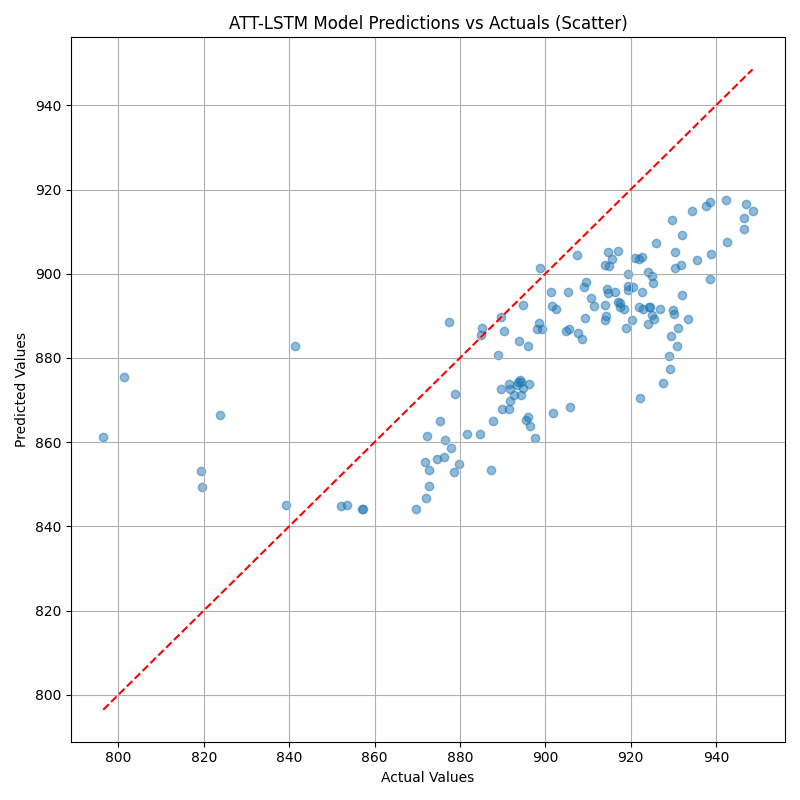 ATT-LSTM Model Predictions vs Actuals (Scatter)
Predicted Values
940
920
900
880
860
840
820
800
800 820 840 860 880 900 920 940
Actual Values